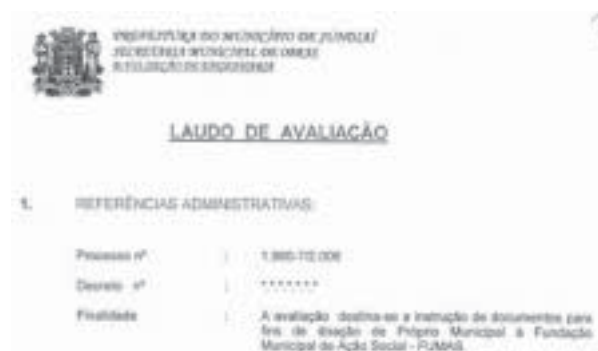 PREFEITURA DO MUNICÍPIO DE JUNDIAÍ
SECRETARIA MUNICIPAL DE OBRAS
LAUDO DE AVALIAÇÃO
1. REFERÊNCIAS ADMINISTRATIVAS:
Processo nº :
Decreto nº : *******
Finalidade : A avaliação destina-se a instrução de documentos para
fins de doação de Próprio Municipal à Fundação
Municipal de Ação Social - FUMAS.